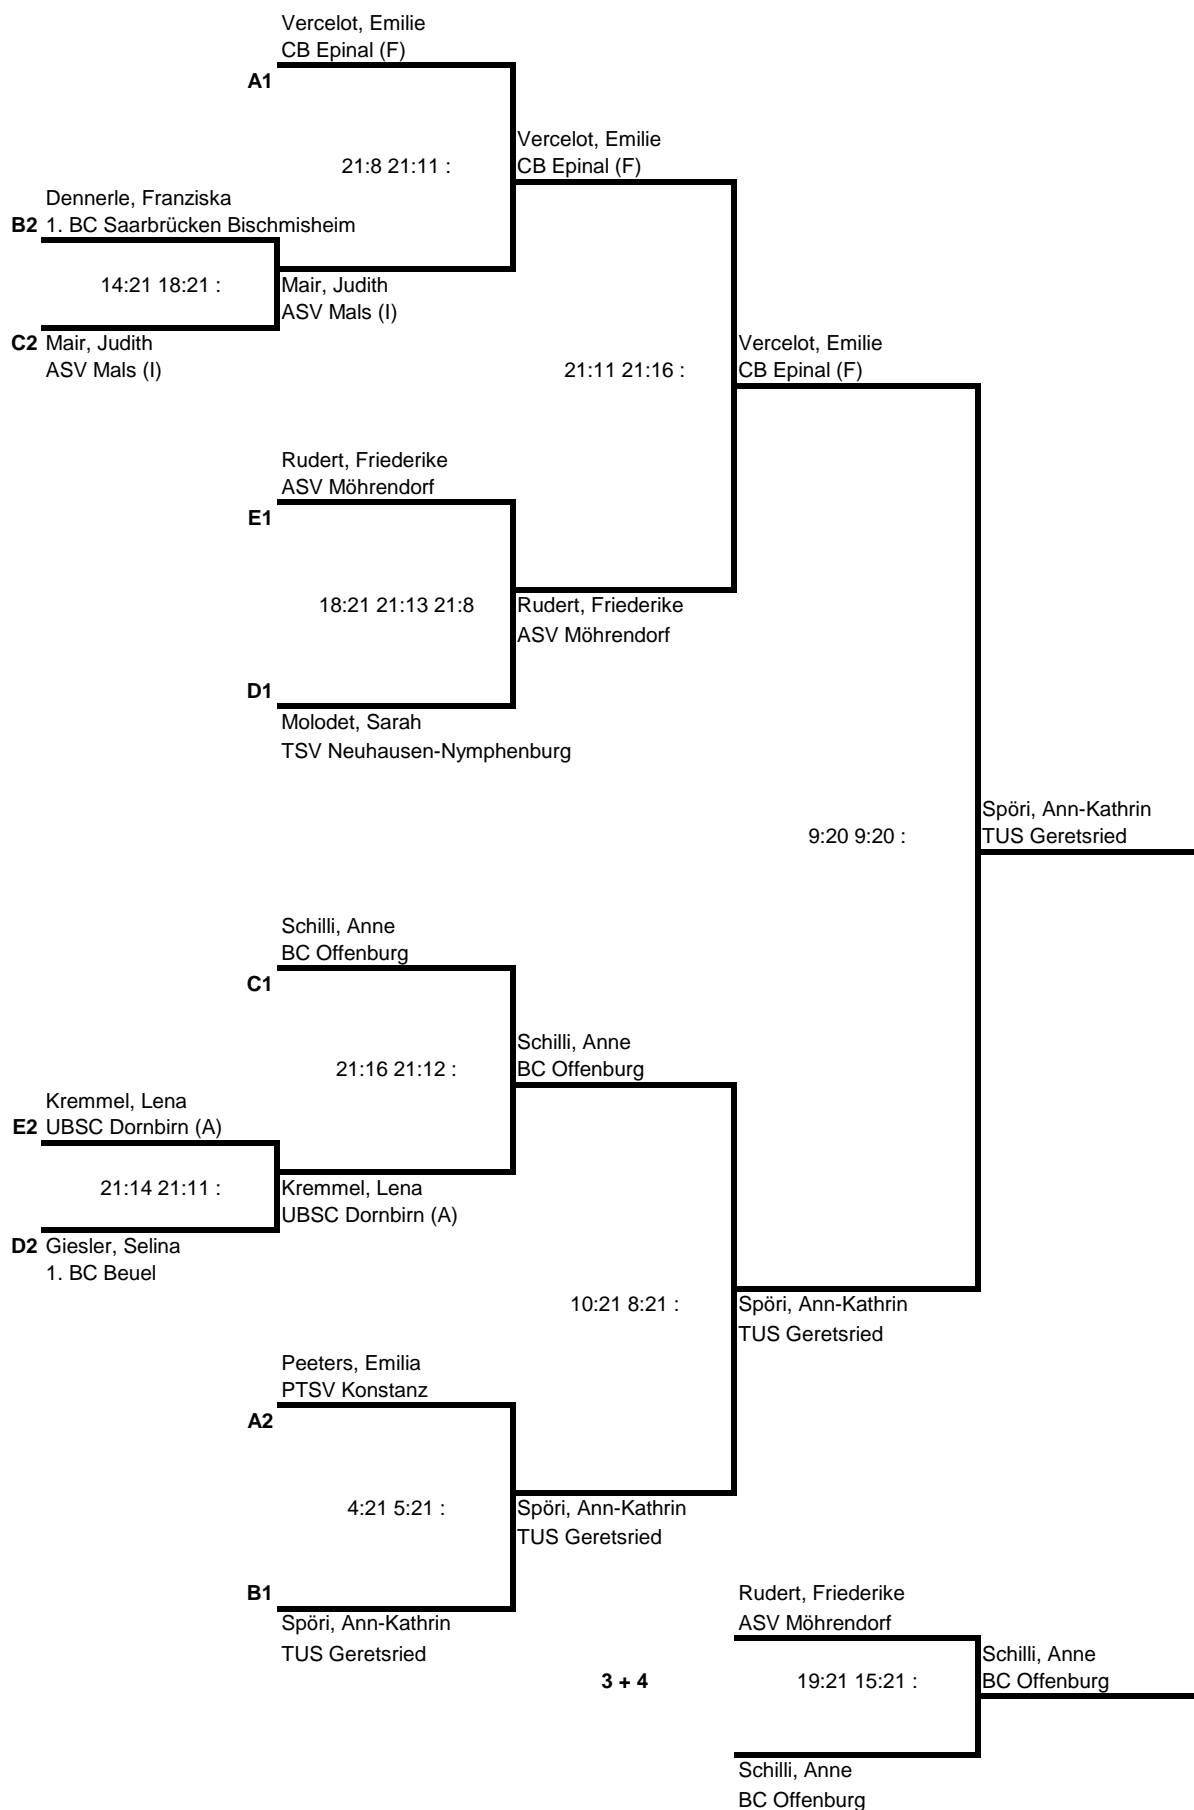 Vercelot, Emilie
CB Epinal (F)
A1
Vercelot, Emilie
21:8 21:11 :
CB Epinal (F)
Dennerle, Franziska
B2 1. BC Saarbrücken Bischmisheim
14:21 18:21 :
Mair, Judith
ASV Mals (I)
C2 Mair, Judith
ASV Mals (I)
Vercelot, Emilie
21:11 21:16 :
CB Epinal (F)
Rudert, Friederike
ASV Möhrendorf
E1
18:21 21:13 21:8
Rudert, Friederike
ASV Möhrendorf
D1
Molodet, Sarah
TSV Neuhausen-Nymphenburg
Spöri, Ann-Kathrin
9:20 9:20 :
TUS Geretsried
Schilli, Anne
BC Offenburg
C1
Schilli, Anne
21:16 21:12 :
BC Offenburg
Kremmel, Lena
E2 UBSC Dornbirn (A)
21:14 21:11 :
Kremmel, Lena
UBSC Dornbirn (A)
D2 Giesler, Selina
1. BC Beuel
10:21 8:21 :
Spöri, Ann-Kathrin
TUS Geretsried
Peeters, Emilia
PTSV Konstanz
A2
4:21 5:21 :
Spöri, Ann-Kathrin
TUS Geretsried
B1
Spöri, Ann-Kathrin
TUS Geretsried
Rudert, Friederike
ASV Möhrendorf
3 + 4
19:21 15:21 :
Schilli, Anne
BC Offenburg
Schilli, Anne
BC Offenburg